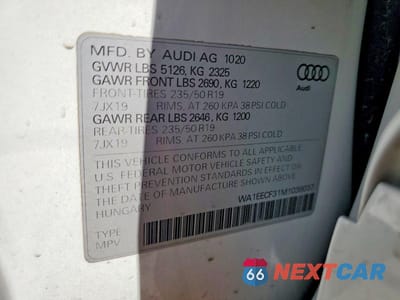 MFD. BY AUDI AG 1020
GVWR LBS 5126, KG 2325
GAWR FRONT LBS 2690, KG 1220
FRONT-TIRES 235/50 R19
7JX19 RIMS, AT 260 KPA 38 PSI COLD
GAWR REAR LBS 2646, KG 1200
REAR-TIRES 235/50 R19
7JX19 RIMS, AT 260 KPA 38 PSI COLD
THIS VEHICLE CONFORMS TO ALL APPLICABLE
U.S. FEDERAL MOTOR VEHICLE SAFETY AND
THEFT PREVENTION STANDARDS IN EFFECT ON
THE DATE OF MANUFACTURE SHOWN ABOVE.
HUNGARY
TYPE:
MPV
Audi
66 NEXTCAR